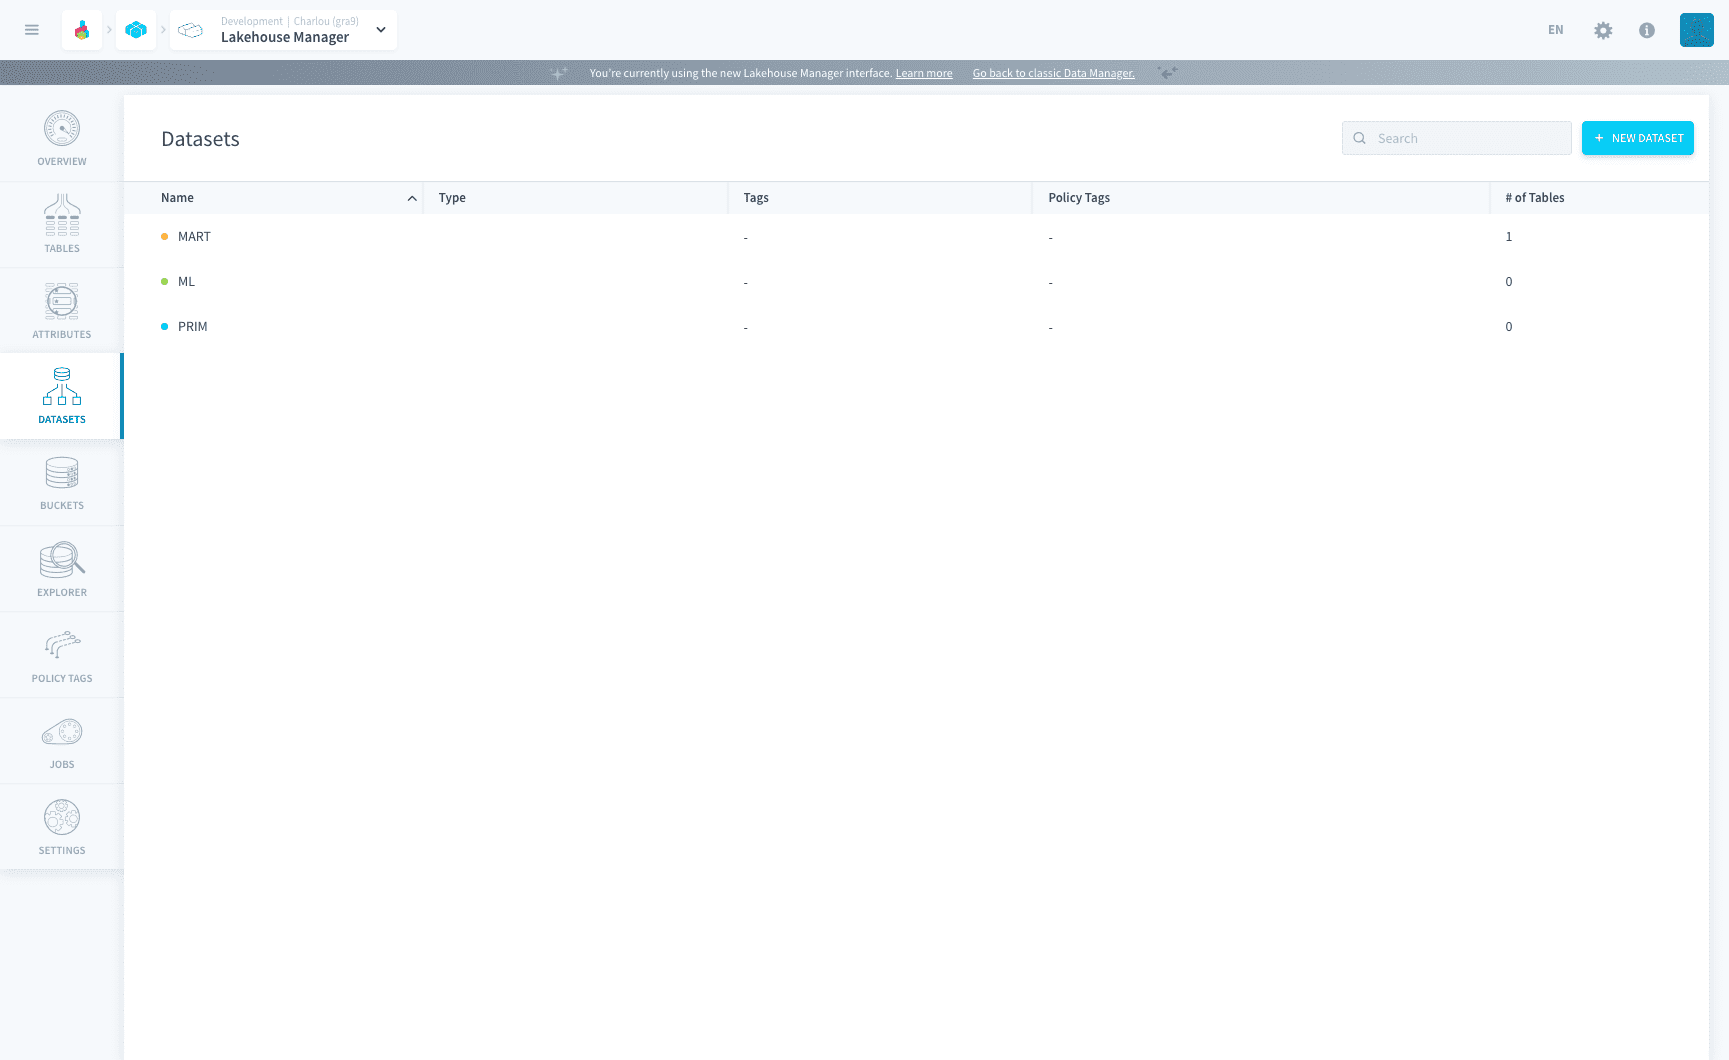 Development | Charlou (gra9)
Lakehouse Manager
EN
You're currently using the new Lakehouse Manager interface. Learn more Go back to classic Data Manager.
OVERVIEW
TABLES
ATTRIBUTES
DATASETS
BUCKETS
EXPLORER
POLICY TAGS
JOBS
SETTINGS
Datasets
Search
+ NEW DATASET
Name Type Tags Policy Tags # of Tables
MART - - 1
ML - - 0
PRIM - - 0